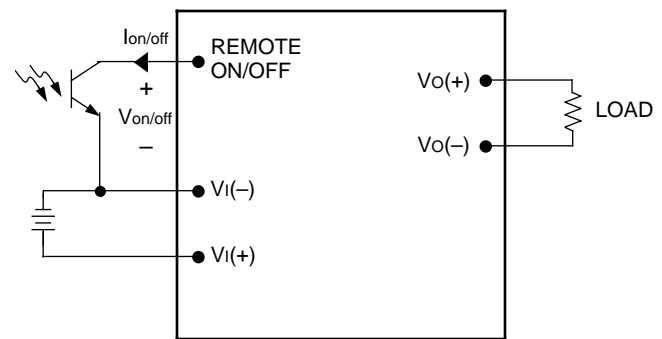 Ion/off
REMOTE
ON/OFF
+
Von/off
–
VI(–)
VI(+)
VO(+)
VO(–)
LOAD